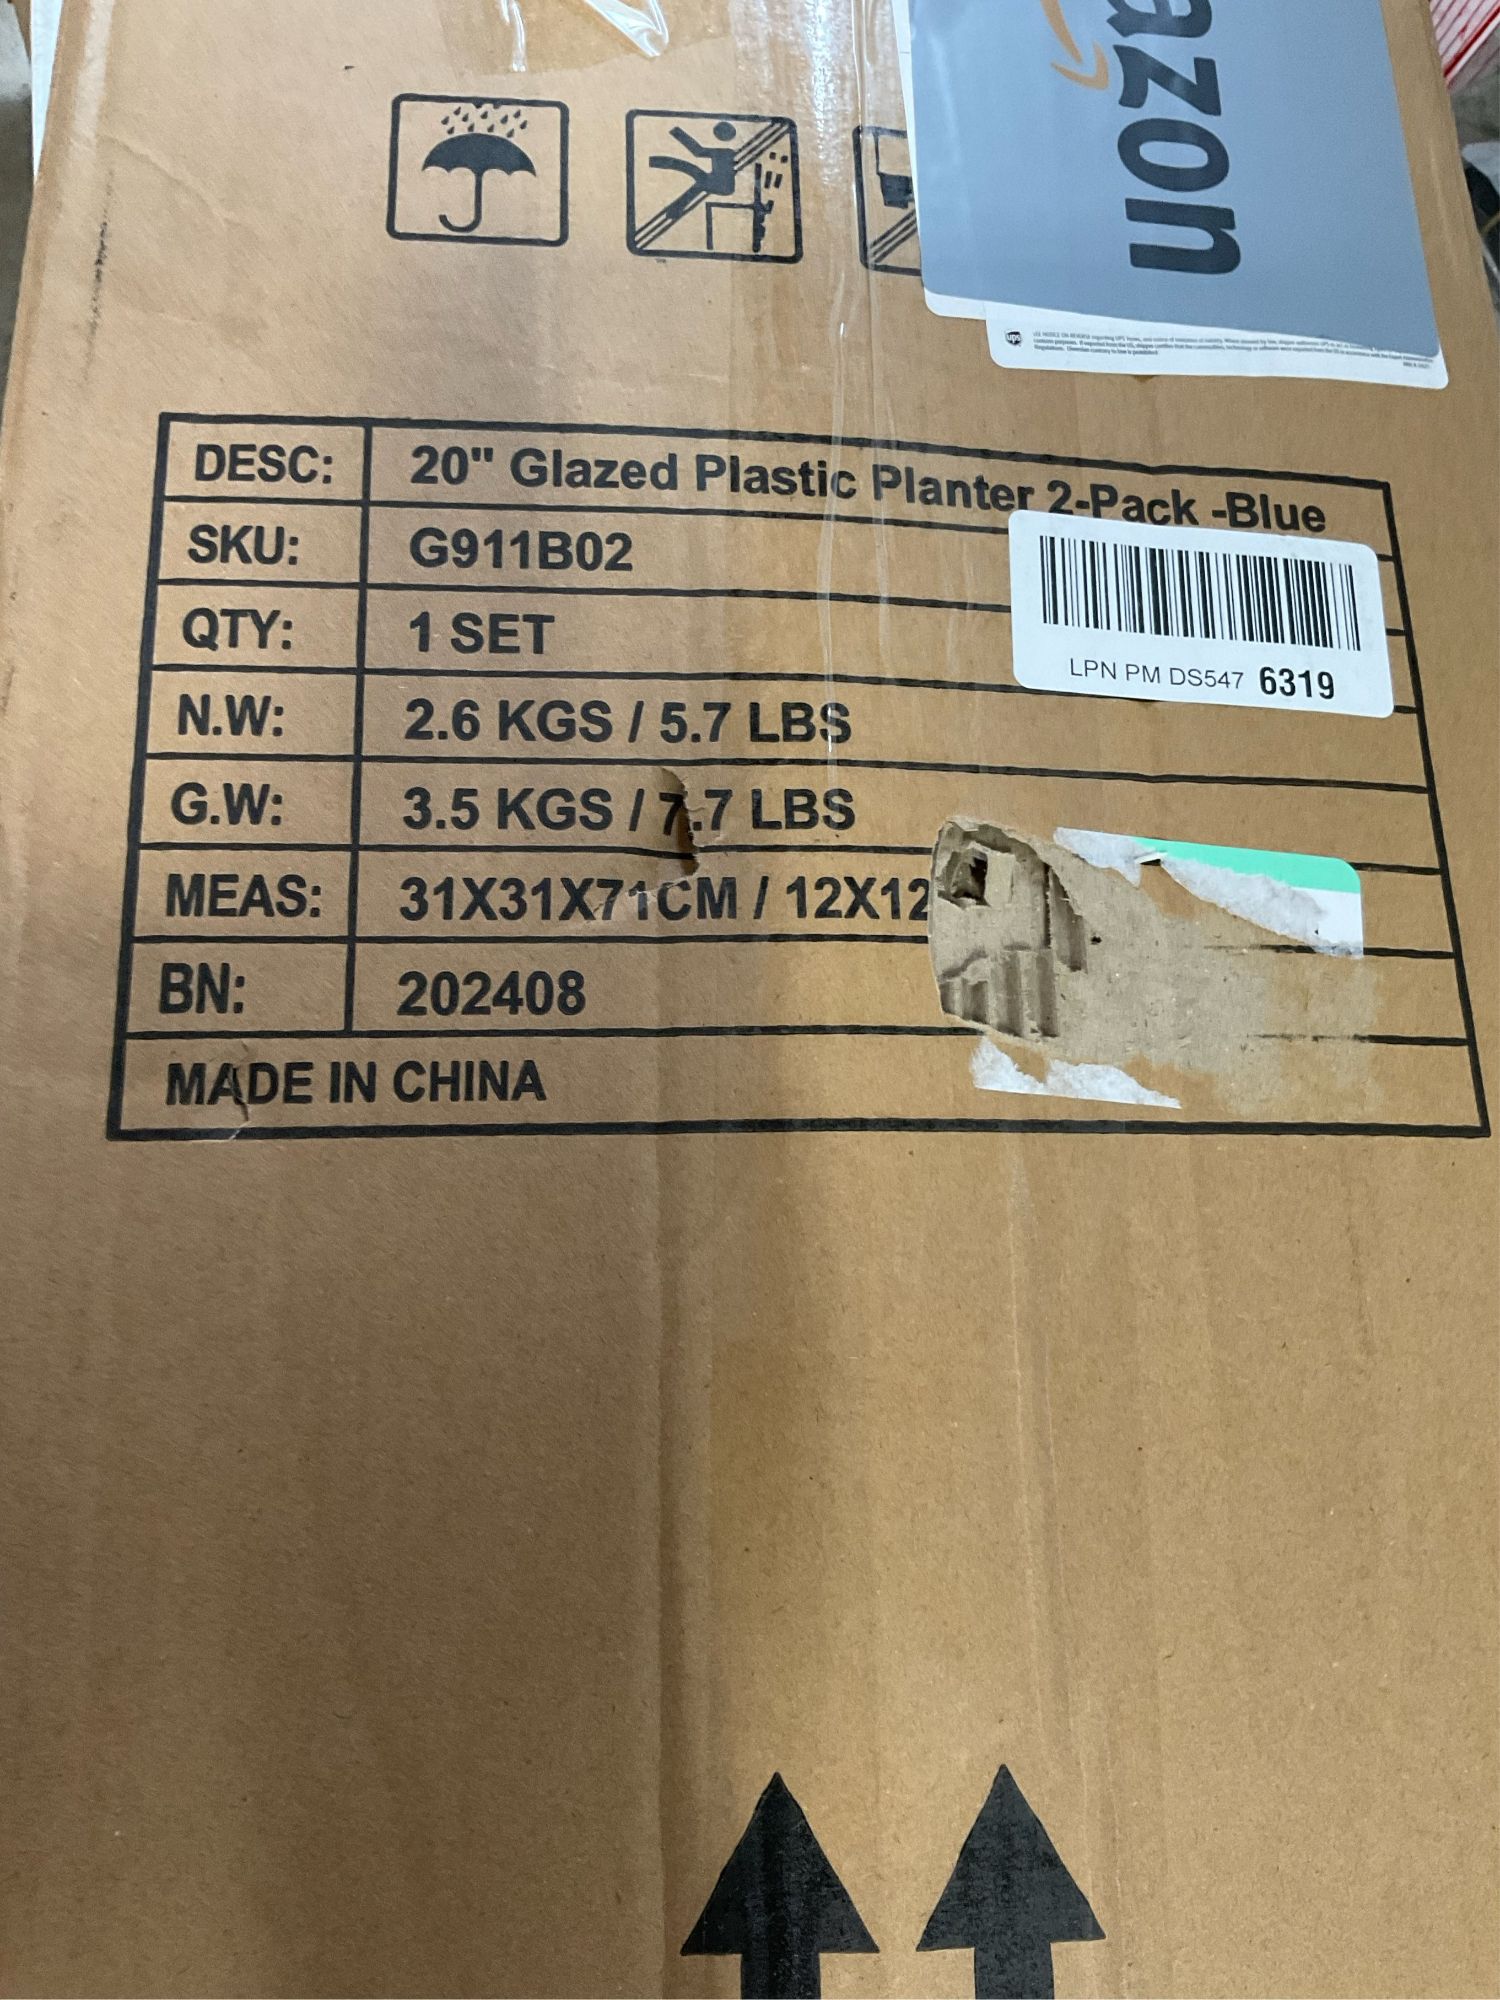 azon
ups
DESC: 20" Glazed Plastic Planter 2-Pack -Blue
SKU: G911B02
QTY: 1 SET
LPN PM DS547 6319
N.W: 2.6 KGS / 5.7 LBS
G.W: 3.5 KGS / 7.7 LBS
MEAS: 31X31X71CM / 12X12
BN: 202408
MADE IN CHINA